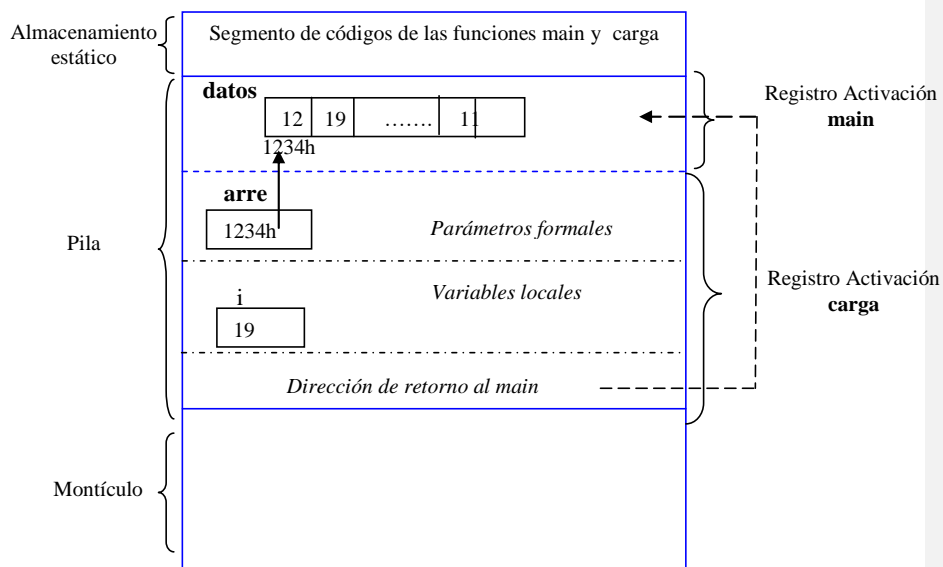 Almacenamiento
estático
Segmento de códigos de las funciones main y carga
datos
12 19 ……. 11
1234h
Registro Activación
main
arre
1234h
Parámetros formales
Pila
Variables locales
i
19
Registro Activación
carga
Dirección de retorno al main
Montículo